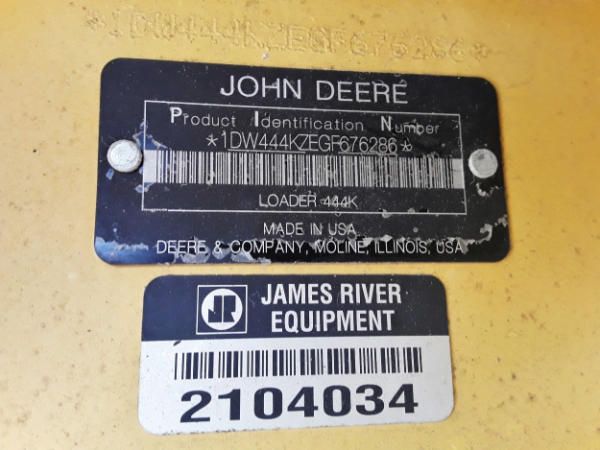 *1DW444KZEGF676286*
JOHN DEERE
Product Identification Number
*1DW444KZEGF676286*
LOADER 444K
MADE IN USA
DEERE & COMPANY, MOLINE, ILLINOIS, USA
JR
JAMES RIVER
EQUIPMENT
2104034